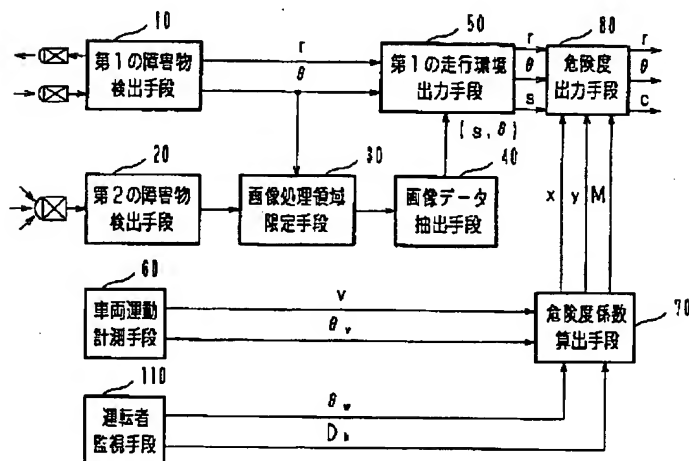 10
第1の障害物
検出手段
r
θ
50
第1の走行環境
出力手段
r
θ
s
80
危険度
出力手段
r
θ
c
[s, θ]
20
第2の障害物
検出手段
30
画像処理領域
限定手段
40
画像データ
抽出手段
x
y
M
60
車両運動
計測手段
v
θv
危険度係数
算出手段
70
110
運転者
監視手段
θw